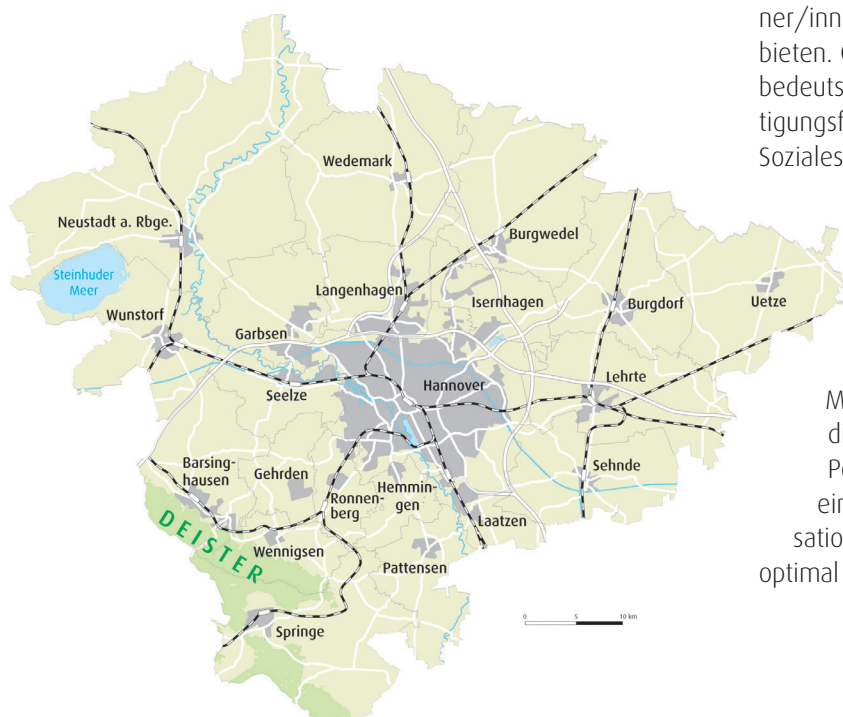 ner/inn
bieten.
bedeuts
tigungsf
Soziales
Wedemark
Neustadt a. Rbge.
Burgwedel
Steinhuder
Meer
Langenhagen
Isernhagen
Burgdorf
Uetze
Wunstorf
Garbsen
Hannover
Lehrte
Seelze
M
di
Barsing-
hausen
Gehrden
Sehnde
Ronnen-
berg
Hemmin-
gen
Laatzen
ein
DEISTER
Wennigsen
Pattensen
sation
optimal
Springe
0 5 10 km